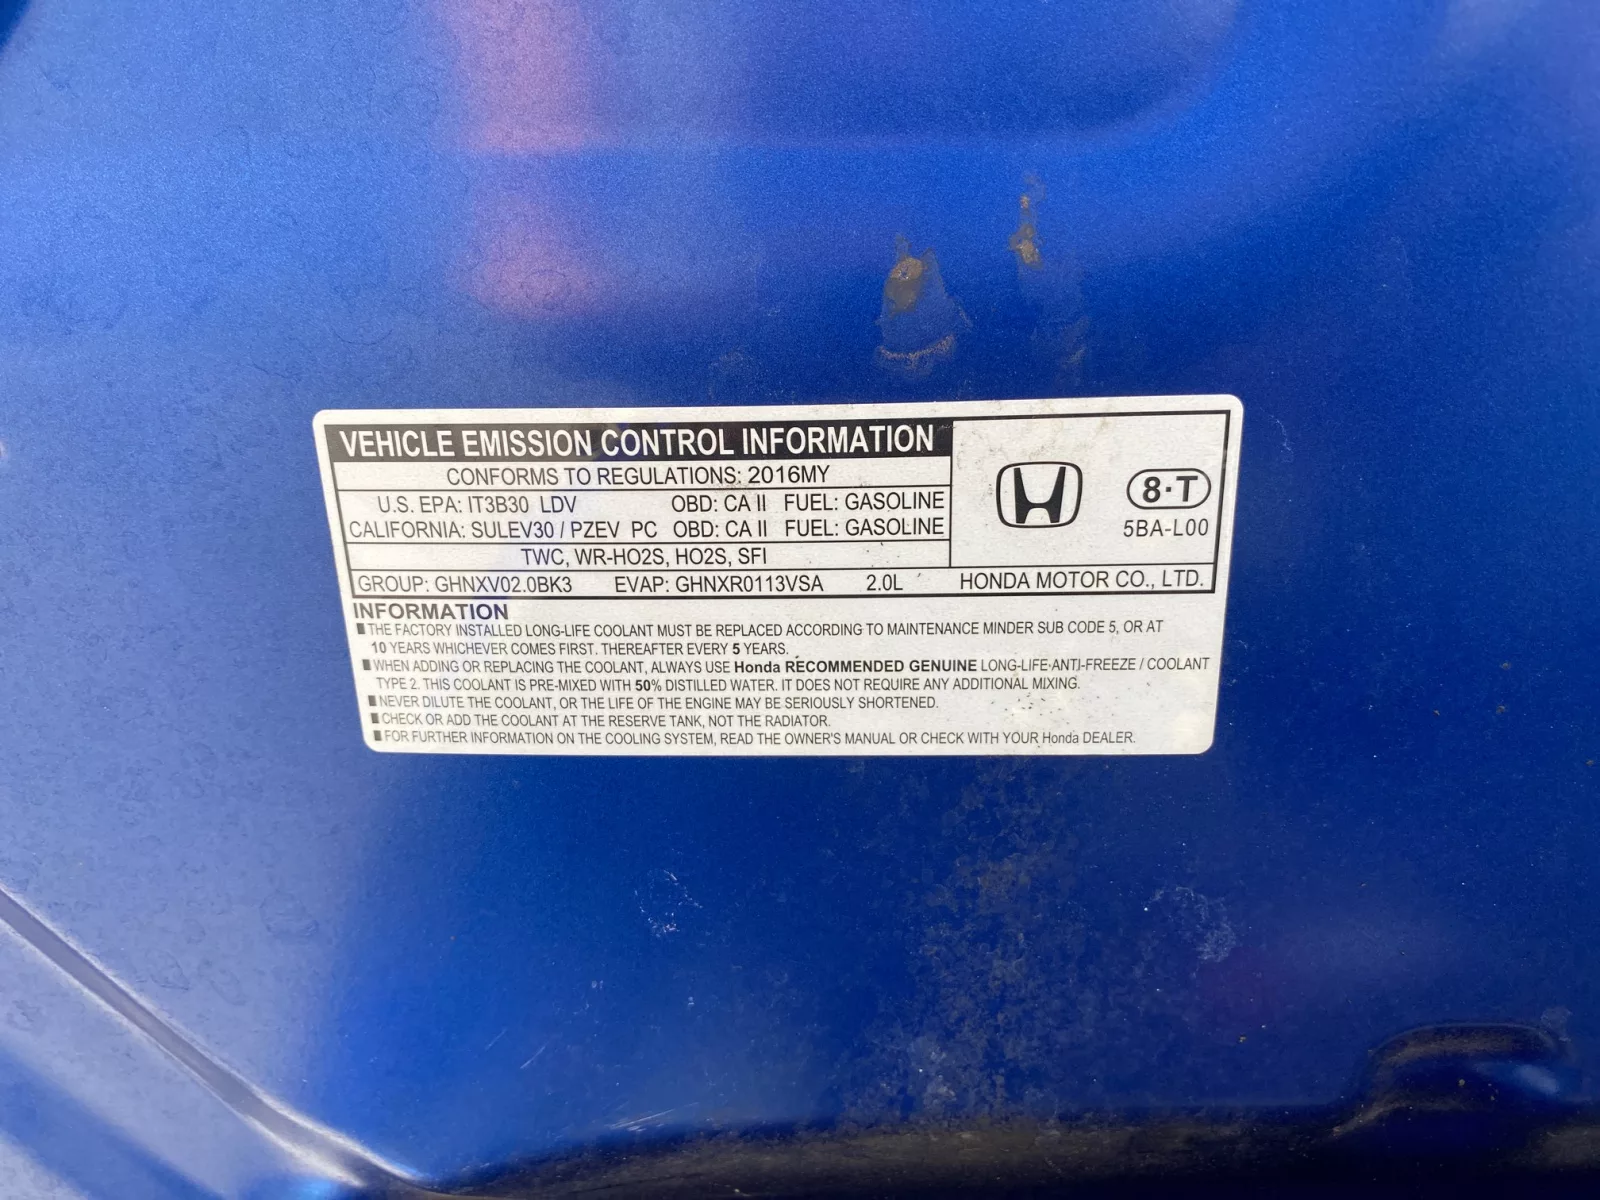 VEHICLE EMISSION CONTROL INFORMATION
CONFORMS TO REGULATIONS: 2016MY
U.S. EPA: IT3B30 LDV OBD: CA II FUEL: GASOLINE
CALIFORNIA: SULEV30 / PZEV PC OBD: CA II FUEL: GASOLINE
TWC, WR-HO2S, HO2S, SFI
GROUP: GHNXV02.0BK3 EVAP: GHNXR0113VSA 2.0L
8·T
5BA-L00
HONDA MOTOR CO., LTD.
INFORMATION
THE FACTORY INSTALLED LONG-LIFE COOLANT MUST BE REPLACED ACCORDING TO MAINTENANCE MINDER SUB CODE 5, OR AT
10 YEARS WHICHEVER COMES FIRST. THEREAFTER EVERY 5 YEARS.
WHEN ADDING OR REPLACING THE COOLANT, ALWAYS USE Honda RECOMMENDED GENUINE LONG-LIFE ANTI-FREEZE / COOLANT
TYPE 2. THIS COOLANT IS PRE-MIXED WITH 50% DISTILLED WATER. IT DOES NOT REQUIRE ANY ADDITIONAL MIXING.
NEVER DILUTE THE COOLANT, OR THE LIFE OF THE ENGINE MAY BE SERIOUSLY SHORTENED.
CHECK OR ADD THE COOLANT AT THE RESERVE TANK, NOT THE RADIATOR.
FOR FURTHER INFORMATION ON THE COOLING SYSTEM, READ THE OWNER'S MANUAL OR CHECK WITH YOUR Honda DEALER.